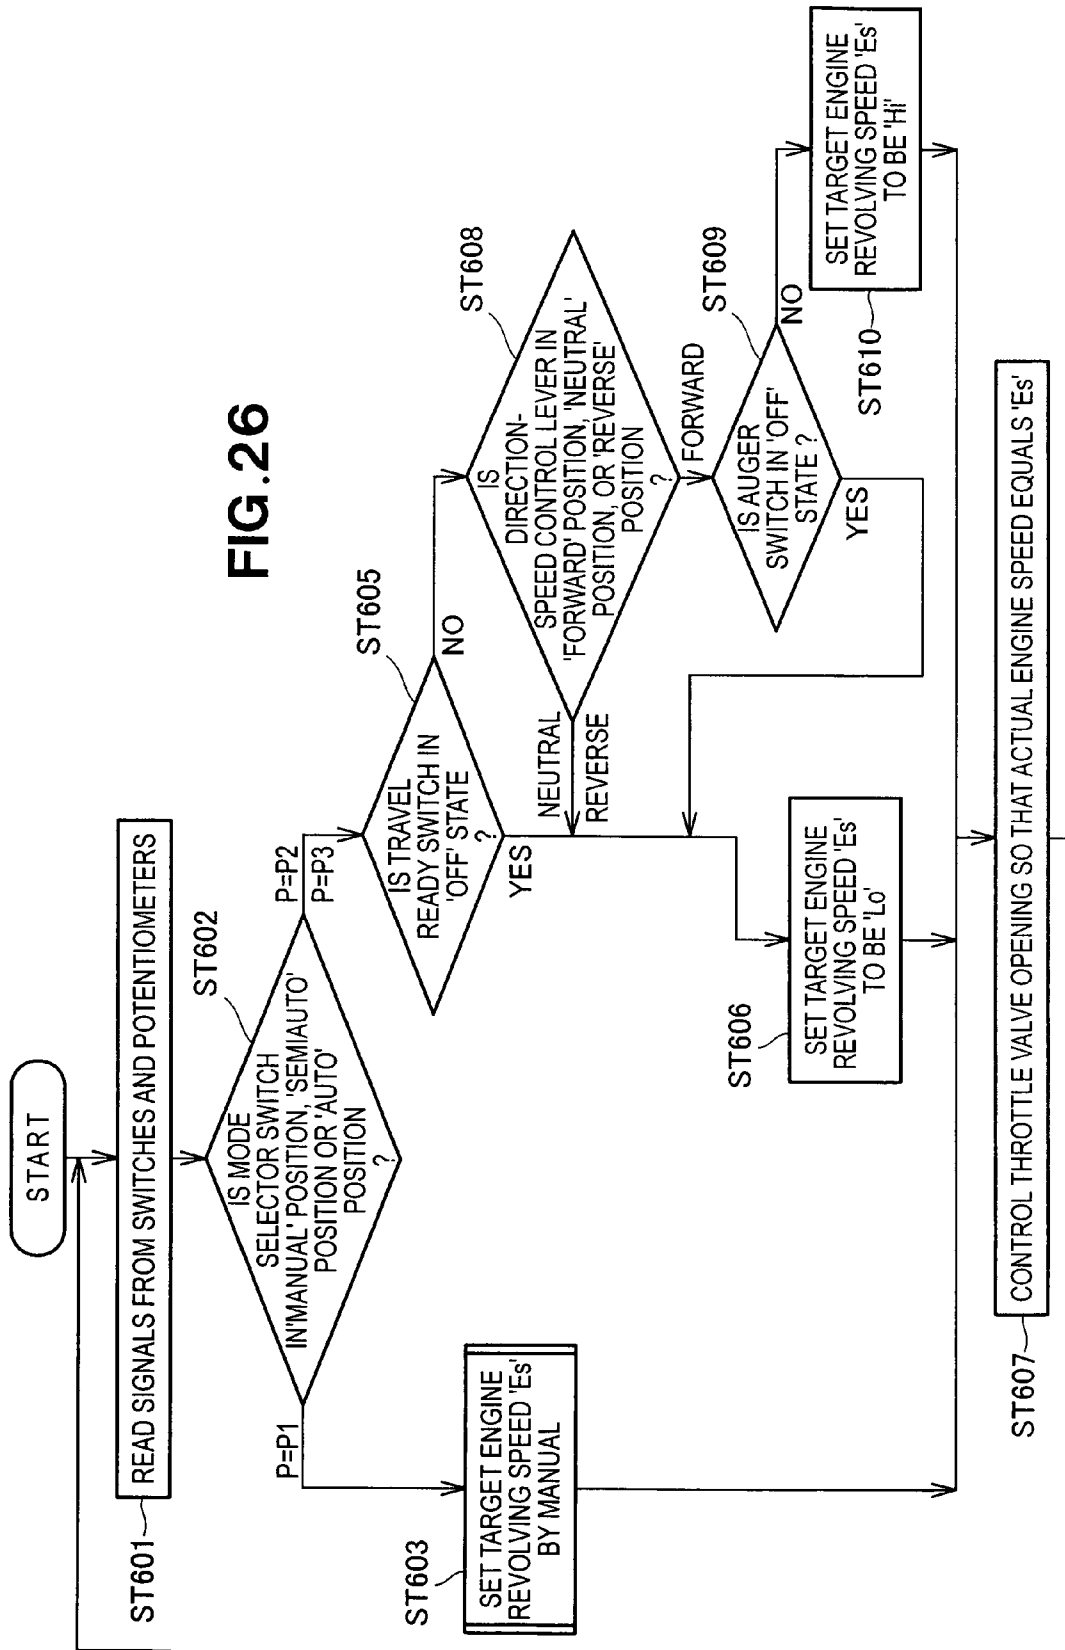 FIG.26
START
ST601
READ SIGNALS FROM SWITCHES AND POTENTIOMETERS
ST602
IS MODE
SELECTOR SWITCH
IN'MANUAL' POSITION, 'SEMIAUTO'
POSITION OR 'AUTO'
POSITION
?
P=P1
P=P2
P=P3
ST603
SET TARGET ENGINE
REVOLVING SPEED 'Es'
BY MANUAL
ST605
IS TRAVEL
READY SWITCH IN
'OFF' STATE
?
YES
NO
ST608
IS
DIRECTION-
SPEED CONTROL LEVER IN
'FORWARD' POSITION, 'NEUTRAL'
POSITION, OR 'REVERSE'
POSITION
?
NEUTRAL
REVERSE
FORWARD
ST609
IS AUGER
SWITCH IN 'OFF'
STATE ?
YES
NO
ST606
SET TARGET ENGINE
REVOLVING SPEED 'Es'
TO BE 'Lo'
ST610
SET TARGET ENGINE
REVOLVING SPEED 'Es'
TO BE 'Hi'
ST607
CONTROL THROTTLE VALVE OPENING SO THAT ACTUAL ENGINE SPEED EQUALS 'Es'